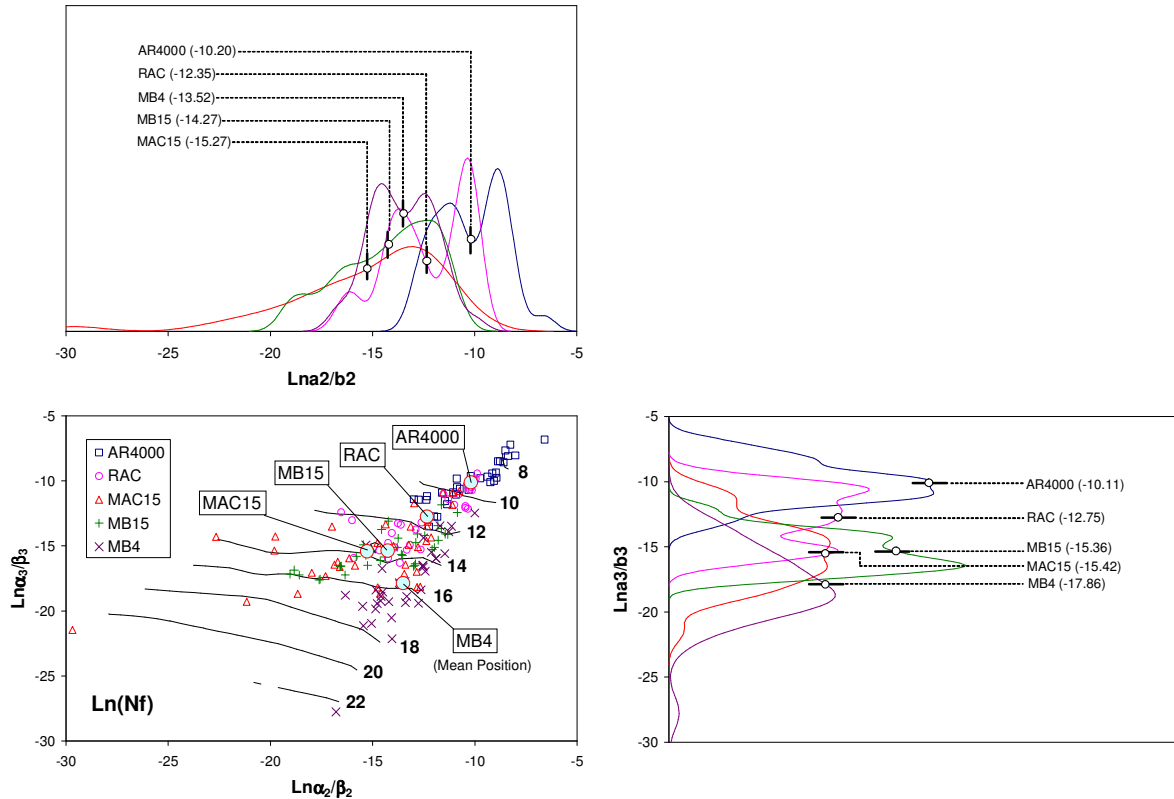 AR4000 (-10.20)
RAC (-12.35)
MB4 (-13.52)
MB15 (-14.27)
MAC15 (-15.27)
-30 -25 -20 -15 -10 -5
Lna2/b2
-5
-10
-15
-20
-25
-30
Lnα3/β3
AR4000
RAC
MAC15
MB15
MB4
AR4000
RAC
MB15
MAC15
8
10
12
14
16
MB4
(Mean Position)
18
20
22
Ln(Nf)
-30 -25 -20 -15 -10 -5
Lnα2/β2
-5
-10
-15
-20
-25
-30
Lna3/b3
AR4000 (-10.11)
RAC (-12.75)
MB15 (-15.36)
MAC15 (-15.42)
MB4 (-17.86)